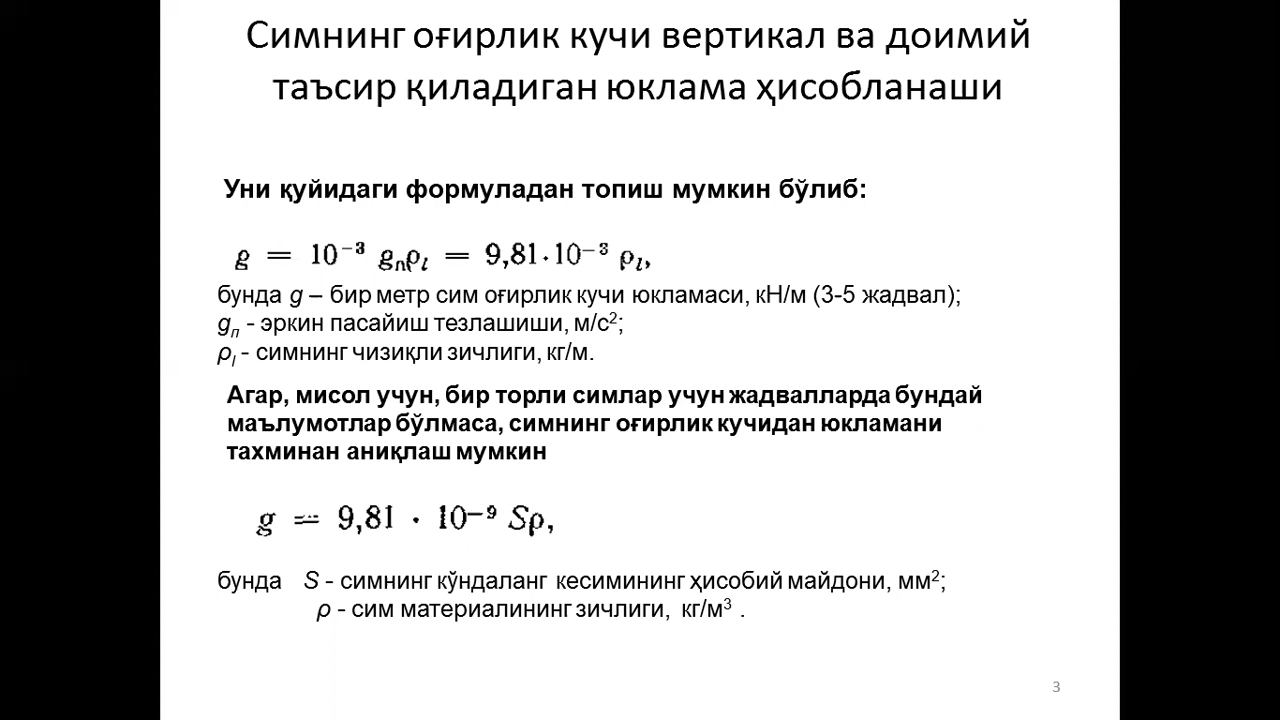 Симнинг оғирлик кучи вертикал ва доимий
таъсир қиладиган юклама ҳисобланаши
Уни қуйидаги формуладан топиш мумкин бўлиб:
g = 10⁻³ gₙρₗ = 9,81·10⁻³ ρₗ,
бунда g – бир метр сим оғирлик кучи юкламаси, кН/м (3-5 жадвал);
gп - эркин пасайиш тезлашиши, м/с²;
ρₗ - симнинг чизиқли зичлиги, кг/м.
Агар, мисол учун, бир торли симлар учун жадвалларда бундай
маълумотлар бўлмаса, симнинг оғирлик кучидан юкламани
тахминан аниқлаш мумкин
g = 9,81 · 10⁻⁹ Sρ,
бунда S - симнинг кўндаланг кесимининг ҳисобий майдони, мм²;
ρ - сим материалининг зичлиги, кг/м³ .
3